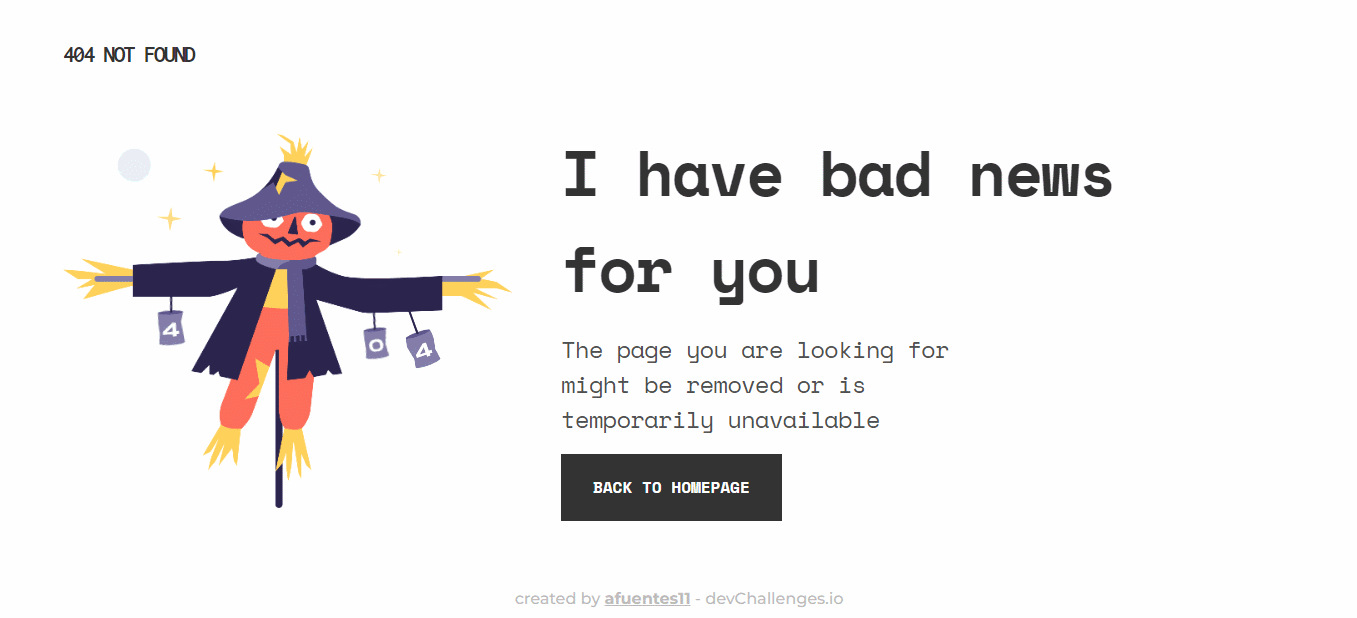 404 NOT FOUND
I have bad news
for you
4
0
4
The page you are looking for
might be removed or is
temporarily unavailable
BACK TO HOMEPAGE
created by afuentes11 - devChallenges.io